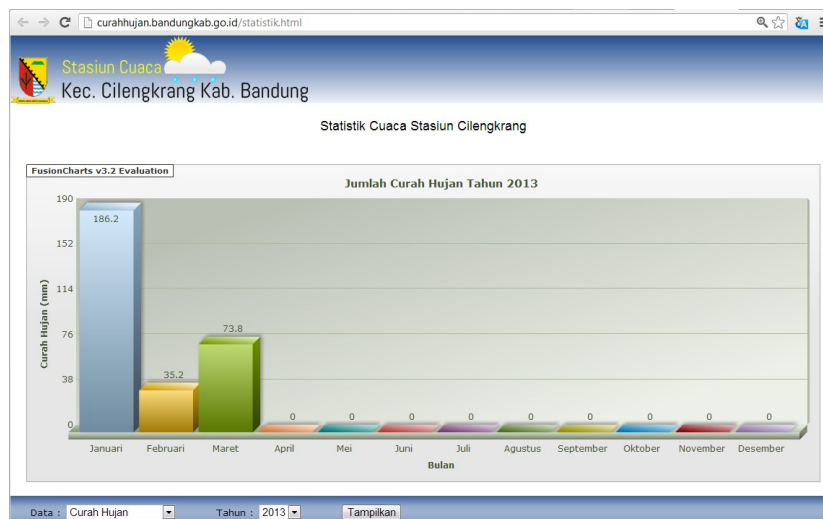 curahhujan.bandungkab.go.id/statistik.html
Stasiun Cuaca
Kec. Cilengkrang Kab. Bandung
Statistik Cuaca Stasiun Cilengkrang
FusionCharts v3.2 Evaluation
Jumlah Curah Hujan Tahun 2013
Curah Hujan (mm)
190
152
114
76
38
0
186.2
35.2
73.8
0 0 0 0 0 0 0 0 0
Januari Februari Maret April Mei Juni Juli Agustus September Oktober November Desember
Bulan
Data : Curah Hujan Tahun : 2013 Tampilkan